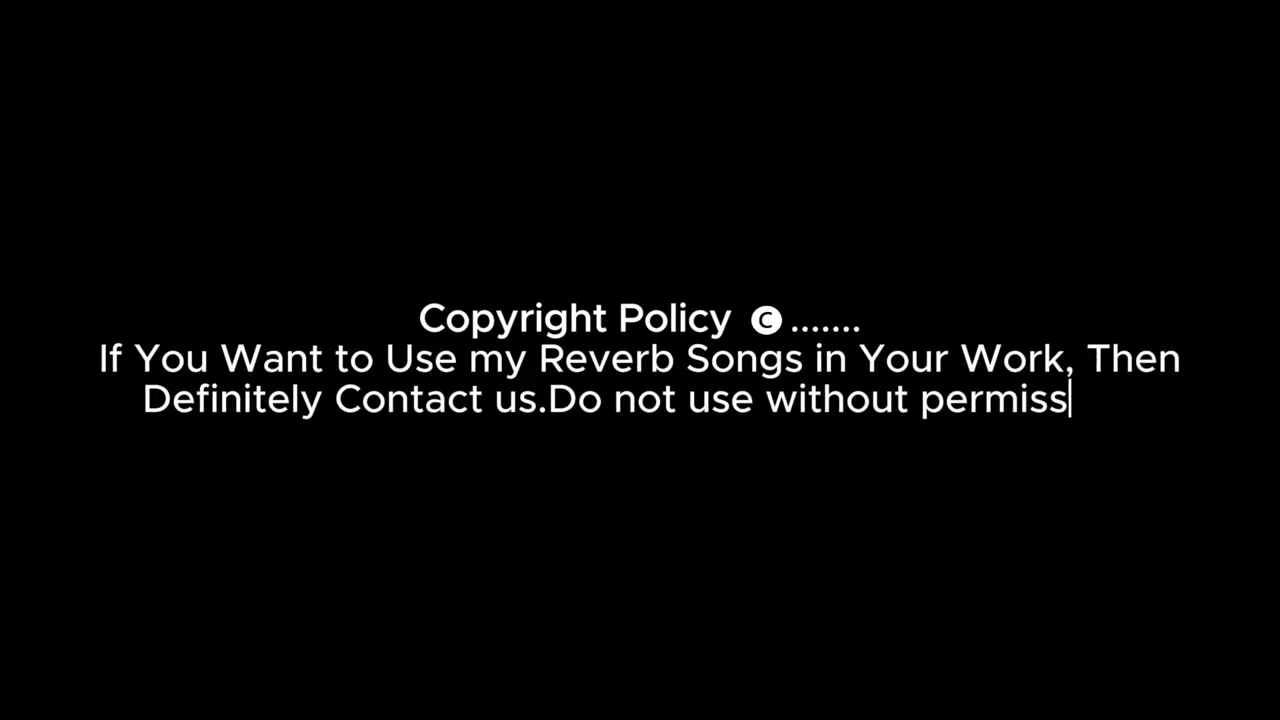 Copyright Policy © .......
If You Want to Use my Reverb Songs in Your Work, Then
Definitely Contact us.Do not use without permiss